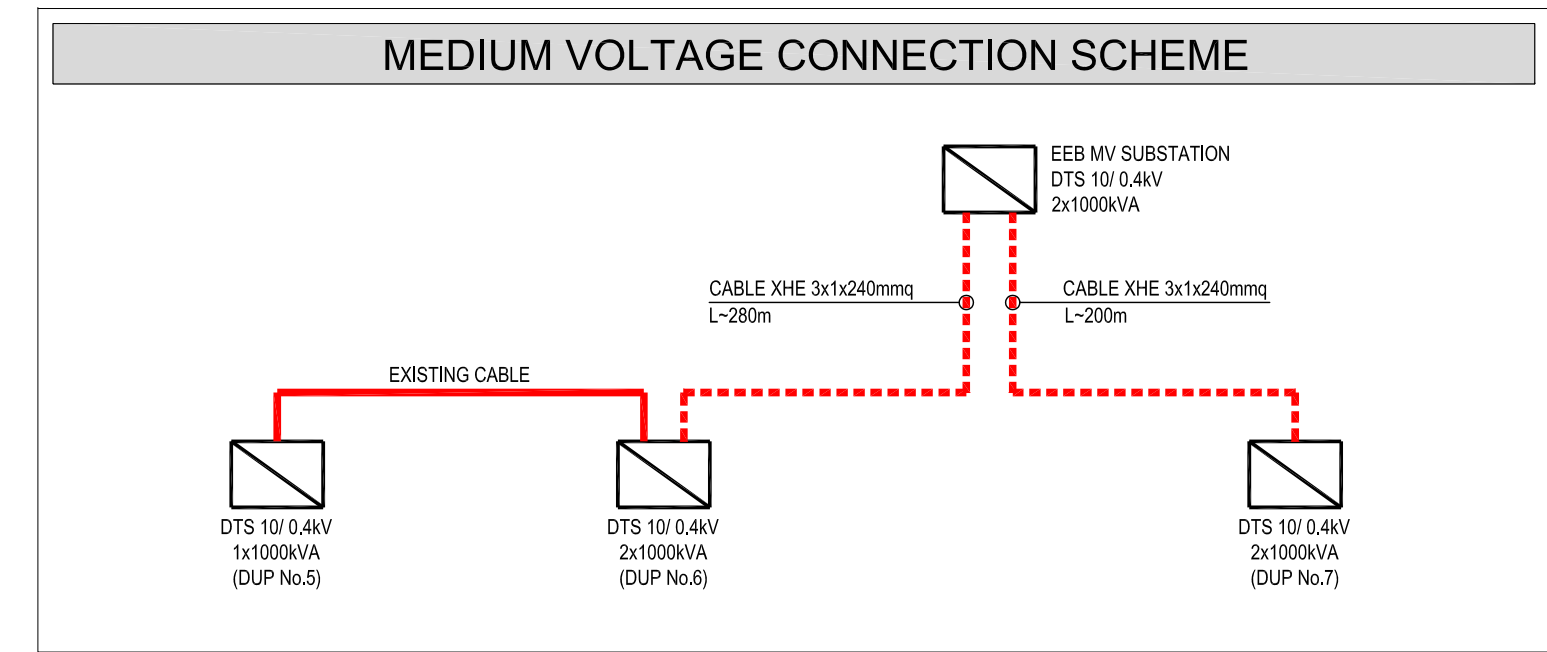 MEDIUM VOLTAGE CONNECTION SCHEME
EEB MV SUBSTATION
DTS 10/ 0.4kV
2x1000kVA
CABLE XHE 3x1x240mmq
L~280m
CABLE XHE 3x1x240mmq
L~200m
EXISTING CABLE
DTS 10/ 0.4kV
1x1000kVA
(DUP No.5)
DTS 10/ 0.4kV
2x1000kVA
(DUP No.6)
DTS 10/ 0.4kV
2x1000kVA
(DUP No.7)